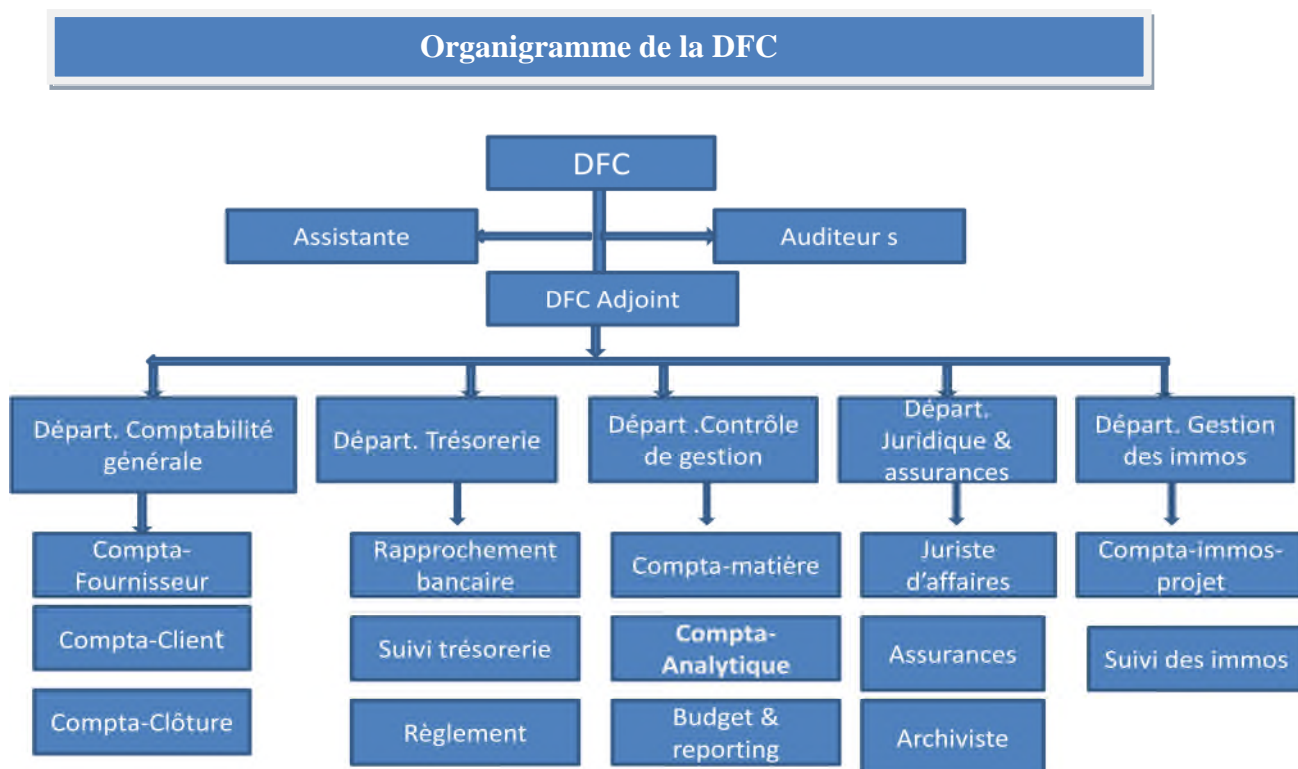 Organigramme de la DFC
DFC
Assistante
Auditeur s
DFC Adjoint
Départ. Comptabilité
générale
Départ. Trésorerie
Départ .Contrôle
de gestion
Départ.
Juridique &
assurances
Départ. Gestion
des immos
Compta-
Fournisseur
Rapprochement
bancaire
Compta-matière
Juriste
d'affaires
Compta-immos-
projet
Compta-Client
Suivi trésorerie
Compta-
Analytique
Assurances
Suivi des immos
Compta-Clôture
Règlement
Budget &
reporting
Archiviste